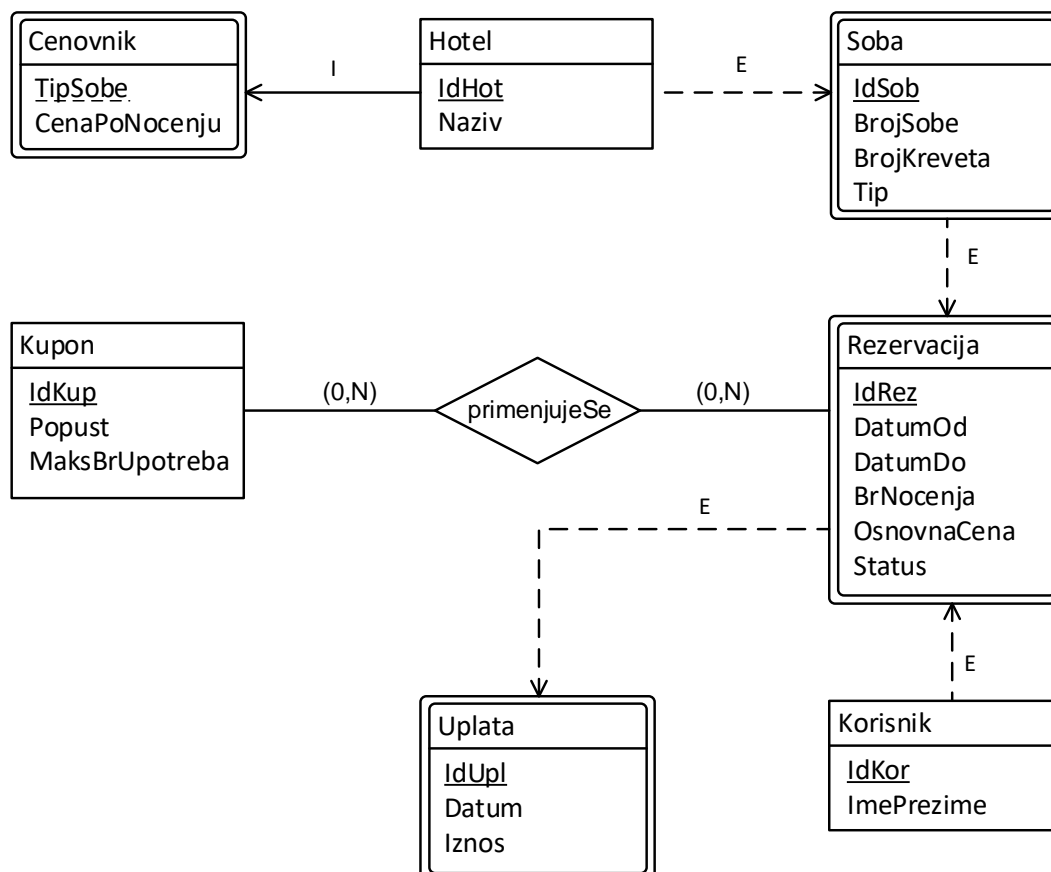 Cenovnik
TipSobe
CenaPoNocenju
I
Hotel
IdHot
Naziv
E
Soba
IdSob
BrojSobe
BrojKreveta
Tip
E
Kupon
IdKup
Popust
MaksBrUpotreba
(0,N)
primenjujeSe
(0,N)
Rezervacija
IdRez
DatumOd
DatumDo
BrNocenja
OsnovnaCena
Status
E
E
Uplata
IdUpl
Datum
Iznos
Korisnik
IdKor
ImePrezime